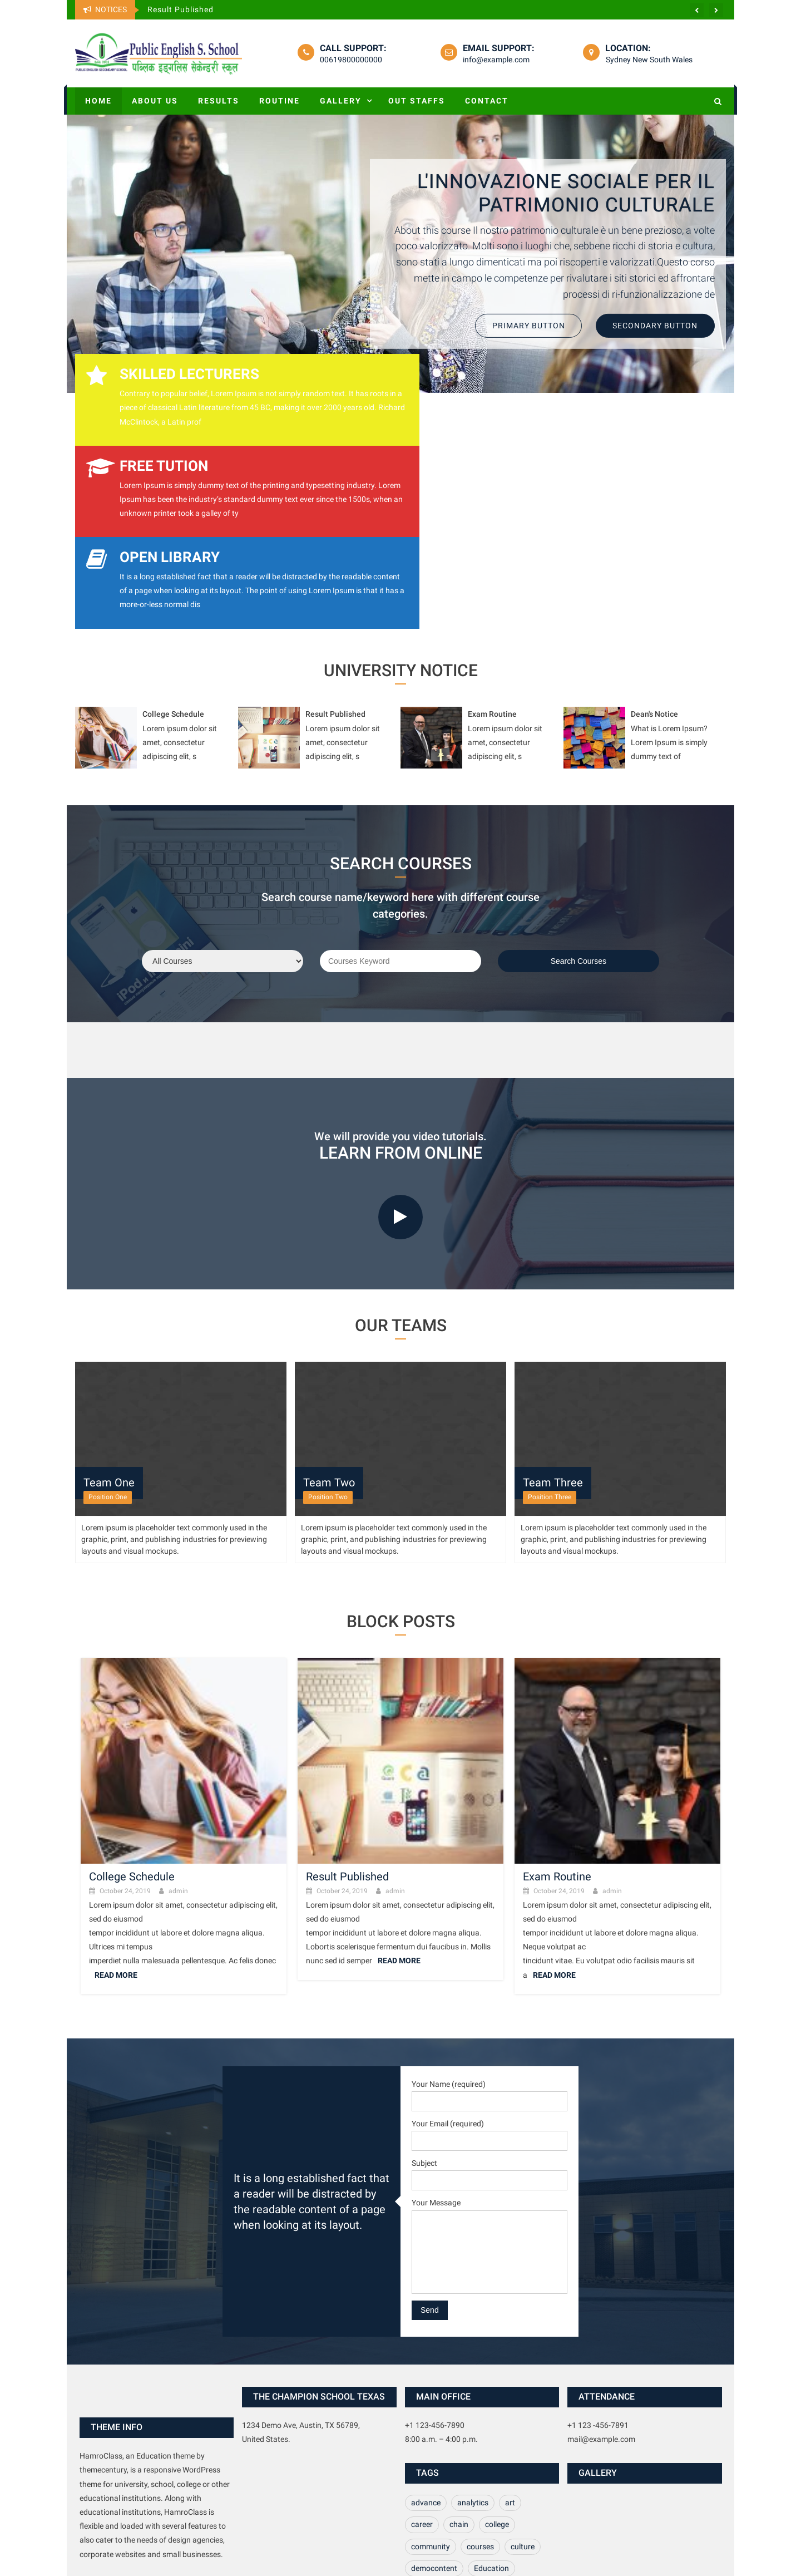 NOTICES
Result Published
Public English S. School
पब्लिक इङ्गलिस सेकेन्डरी स्कूल
PUBLIC ENGLISH SECONDARY SCHOOL
CALL SUPPORT:
00619800000000
EMAIL SUPPORT:
info@example.com
LOCATION:
Sydney New South Wales
HOME
ABOUT US
RESULTS
ROUTINE
GALLERY
OUT STAFFS
CONTACT
L'INNOVAZIONE SOCIALE PER IL
PATRIMONIO CULTURALE
About this course Il nostro patrimonio culturale è un bene prezioso, a volte
poco valorizzato. Molti sono i luoghi che, sebbene ricchi di storia e cultura,
sono stati a lungo dimenticati ma poi riscoperti e valorizzati.Questo corso
mette in campo le competenze per rivalutare i siti storici ed affrontare
processi di ri-funzionalizzazione de
PRIMARY BUTTON
SECONDARY BUTTON
SKILLED LECTURERS
Contrary to popular belief, Lorem Ipsum is not simply random text. It has roots in a
piece of classical Latin literature from 45 BC, making it over 2000 years old. Richard
McClintock, a Latin prof
FREE TUTION
Lorem Ipsum is simply dummy text of the printing and typesetting industry. Lorem
Ipsum has been the industry's standard dummy text ever since the 1500s, when an
unknown printer took a galley of ty
OPEN LIBRARY
It is a long established fact that a reader will be distracted by the readable content
of a page when looking at its layout. The point of using Lorem Ipsum is that it has a
more-or-less normal dis
UNIVERSITY NOTICE
College Schedule
Lorem ipsum dolor sit
amet, consectetur
adipiscing elit, s
Result Published
Lorem ipsum dolor sit
amet, consectetur
adipiscing elit, s
Exam Routine
Lorem ipsum dolor sit
amet, consectetur
adipiscing elit, s
Dean's Notice
What is Lorem Ipsum?
Lorem Ipsum is simply
dummy text of
SEARCH COURSES
Search course name/keyword here with different course
categories.
All Courses
Courses Keyword
Search Courses
We will provide you video tutorials.
LEARN FROM ONLINE
OUR TEAMS
Team One
Position One
Lorem ipsum is placeholder text commonly used in the
graphic, print, and publishing industries for previewing
layouts and visual mockups.
Team Two
Position Two
Lorem ipsum is placeholder text commonly used in the
graphic, print, and publishing industries for previewing
layouts and visual mockups.
Team Three
Position Three
Lorem ipsum is placeholder text commonly used in the
graphic, print, and publishing industries for previewing
layouts and visual mockups.
BLOCK POSTS
College Schedule
October 24, 2019 admin
Lorem ipsum dolor sit amet, consectetur adipiscing elit,
sed do eiusmod
tempor incididunt ut labore et dolore magna aliqua.
Ultrices mi tempus
imperdiet nulla malesuada pellentesque. Ac felis donec
READ MORE
Result Published
October 24, 2019 admin
Lorem ipsum dolor sit amet, consectetur adipiscing elit,
sed do eiusmod
tempor incididunt ut labore et dolore magna aliqua.
Lobortis scelerisque fermentum dui faucibus in. Mollis
nunc sed id semper READ MORE
Exam Routine
October 24, 2019 admin
Lorem ipsum dolor sit amet, consectetur adipiscing elit,
sed do eiusmod
tempor incididunt ut labore et dolore magna aliqua.
Neque volutpat ac
tincidunt vitae. Eu volutpat odio facilisis mauris sit
a READ MORE
It is a long established fact that
a reader will be distracted by
the readable content of a page
when looking at its layout.
Your Name (required)
Your Email (required)
Subject
Your Message
Send
THEME INFO
HamroClass, an Education theme by
themecentury, is a responsive WordPress
theme for university, school, college or other
educational institutions. Along with
educational institutions, HamroClass is
flexible and loaded with several features to
also cater to the needs of design agencies,
corporate websites and small businesses.
THE CHAMPION SCHOOL TEXAS
1234 Demo Ave, Austin, TX 56789,
United States.
MAIN OFFICE
+1 123-456-7890
8:00 a.m. – 4:00 p.m.
TAGS
advance
analytics
art
career
chain
college
community
courses
culture
democontent
Education
ATTENDANCE
+1 123 -456-7891
mail@example.com
GALLERY